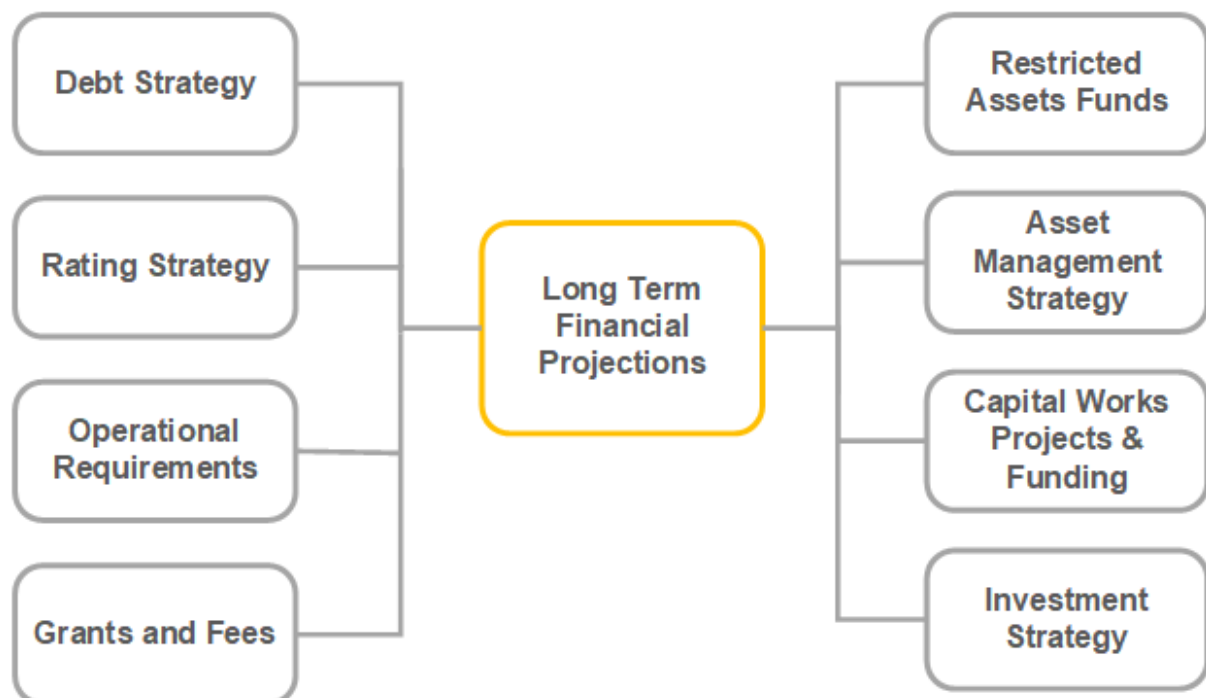 Debt Strategy
Rating Strategy
Operational
Requirements
Grants and Fees
Long Term
Financial
Projections
Restricted
Assets Funds
Asset
Management
Strategy
Capital Works
Projects &
Funding
Investment
Strategy